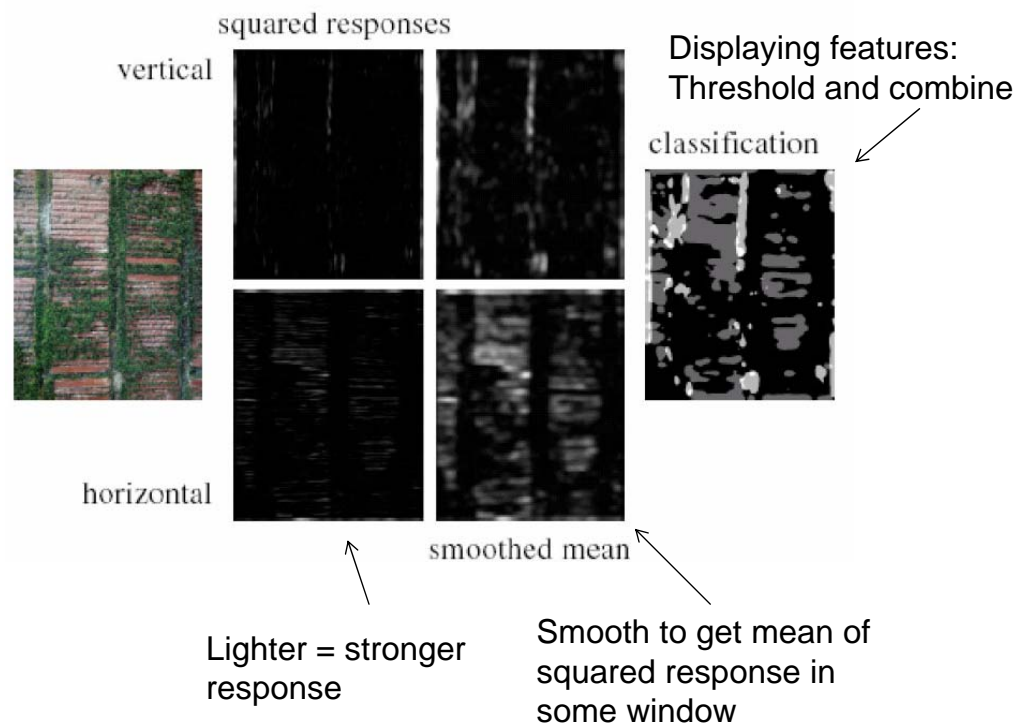 squared responses
vertical
Displaying features:
Threshold and combine
classification
horizontal
smoothed mean
Lighter = stronger
response
Smooth to get mean of
squared response in
some window